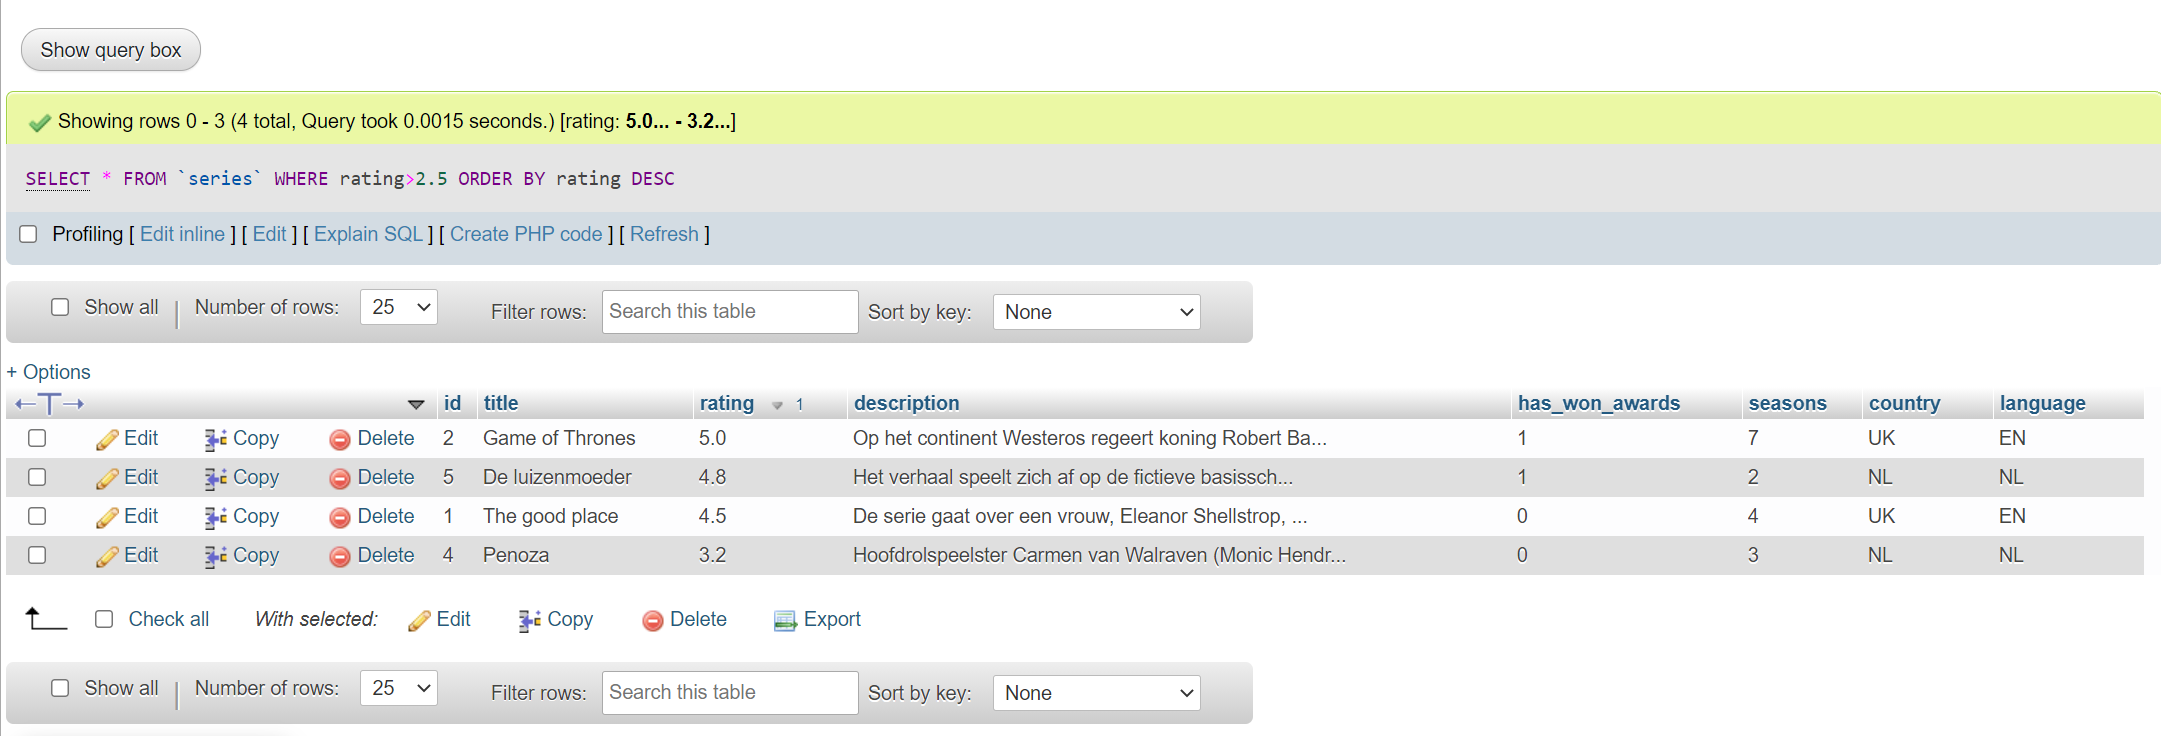 Show query box
Showing rows 0 - 3 (4 total, Query took 0.0015 seconds.) [rating: 5.0... - 3.2...]
SELECT * FROM `series` WHERE rating>2.5 ORDER BY rating DESC
Profiling [ Edit inline ] [ Edit ] [ Explain SQL ] [ Create PHP code ] [ Refresh ]
Show all | Number of rows: 25 Filter rows: Search this table Sort by key: None
+ Options
←T→ id title rating 1 description has_won_awards seasons country language
Edit Copy Delete 2 Game of Thrones 5.0 Op het continent Westeros regeert koning Robert Ba... 1 7 UK EN
Edit Copy Delete 5 De luizenmoeder 4.8 Het verhaal speelt zich af op de fictieve basissch... 1 2 NL NL
Edit Copy Delete 1 The good place 4.5 De serie gaat over een vrouw, Eleanor Shellstrop, ... 0 4 UK EN
Edit Copy Delete 4 Penoza 3.2 Hoofdrolspeelster Carmen van Walraven (Monic Hendr... 0 3 NL NL
Check all With selected: Edit Copy Delete Export
Show all | Number of rows: 25 Filter rows: Search this table Sort by key: None